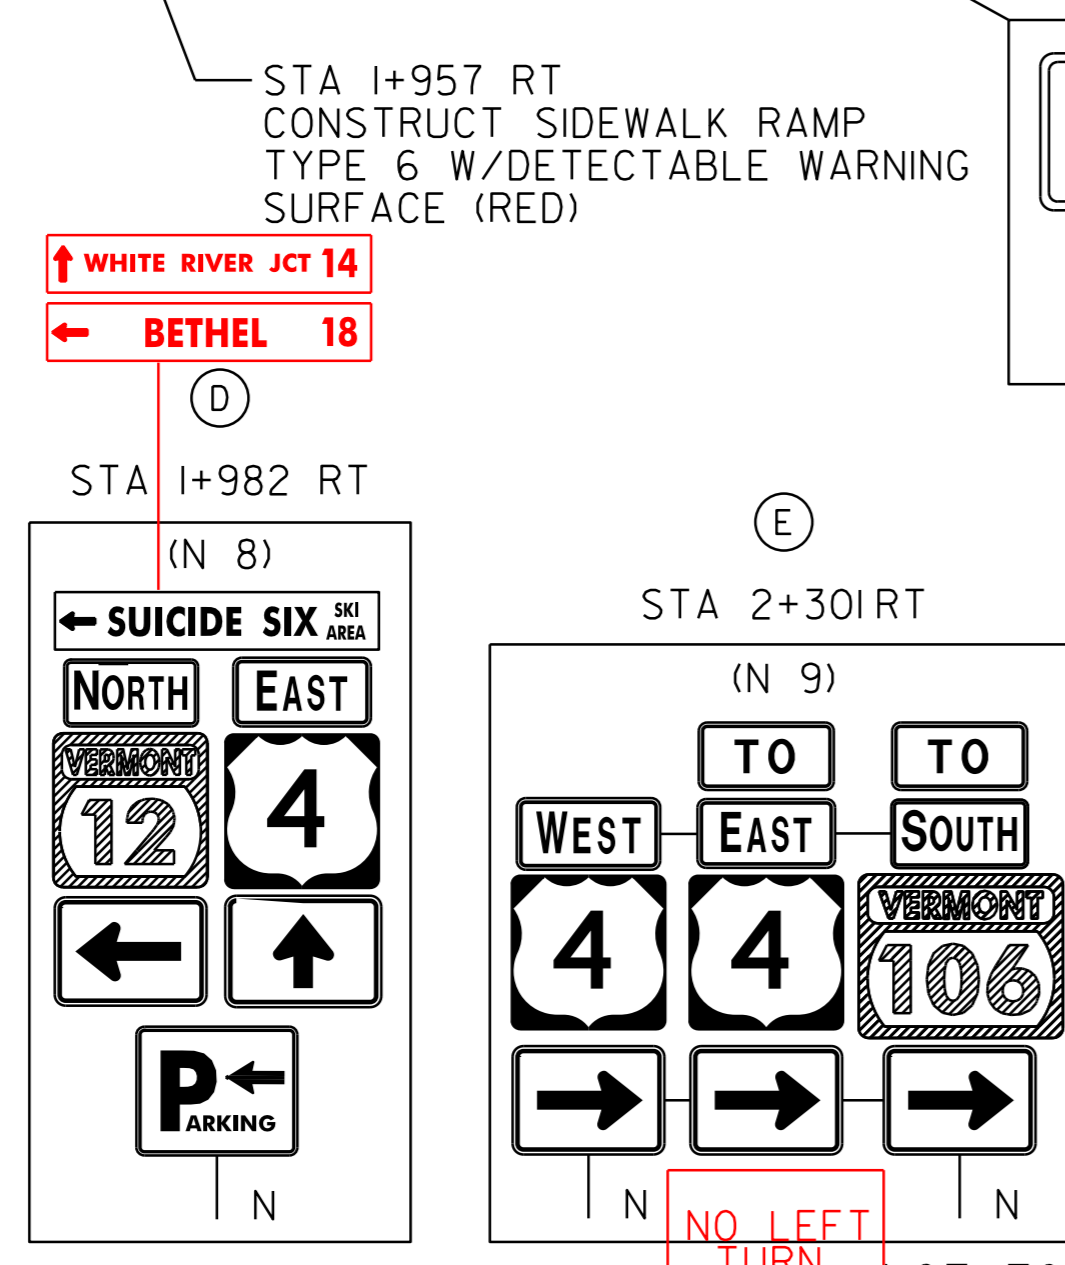 STA 1+957 RT
CONSTRUCT SIDEWALK RAMP
TYPE 6 W/DETECTABLE WARNING
SURFACE (RED)
WHITE RIVER JCT 14
BETHEL 18
D
STA 1+982 RT
(N 8)
SUICIDE SIX SKI AREA
NORTH EAST
VERMONT
12 4
PARKING
N
E
STA 2+301RT
(N 9)
TO TO
WEST EAST SOUTH
VERMONT
4 4 106
N N
NO LEFT
TURN